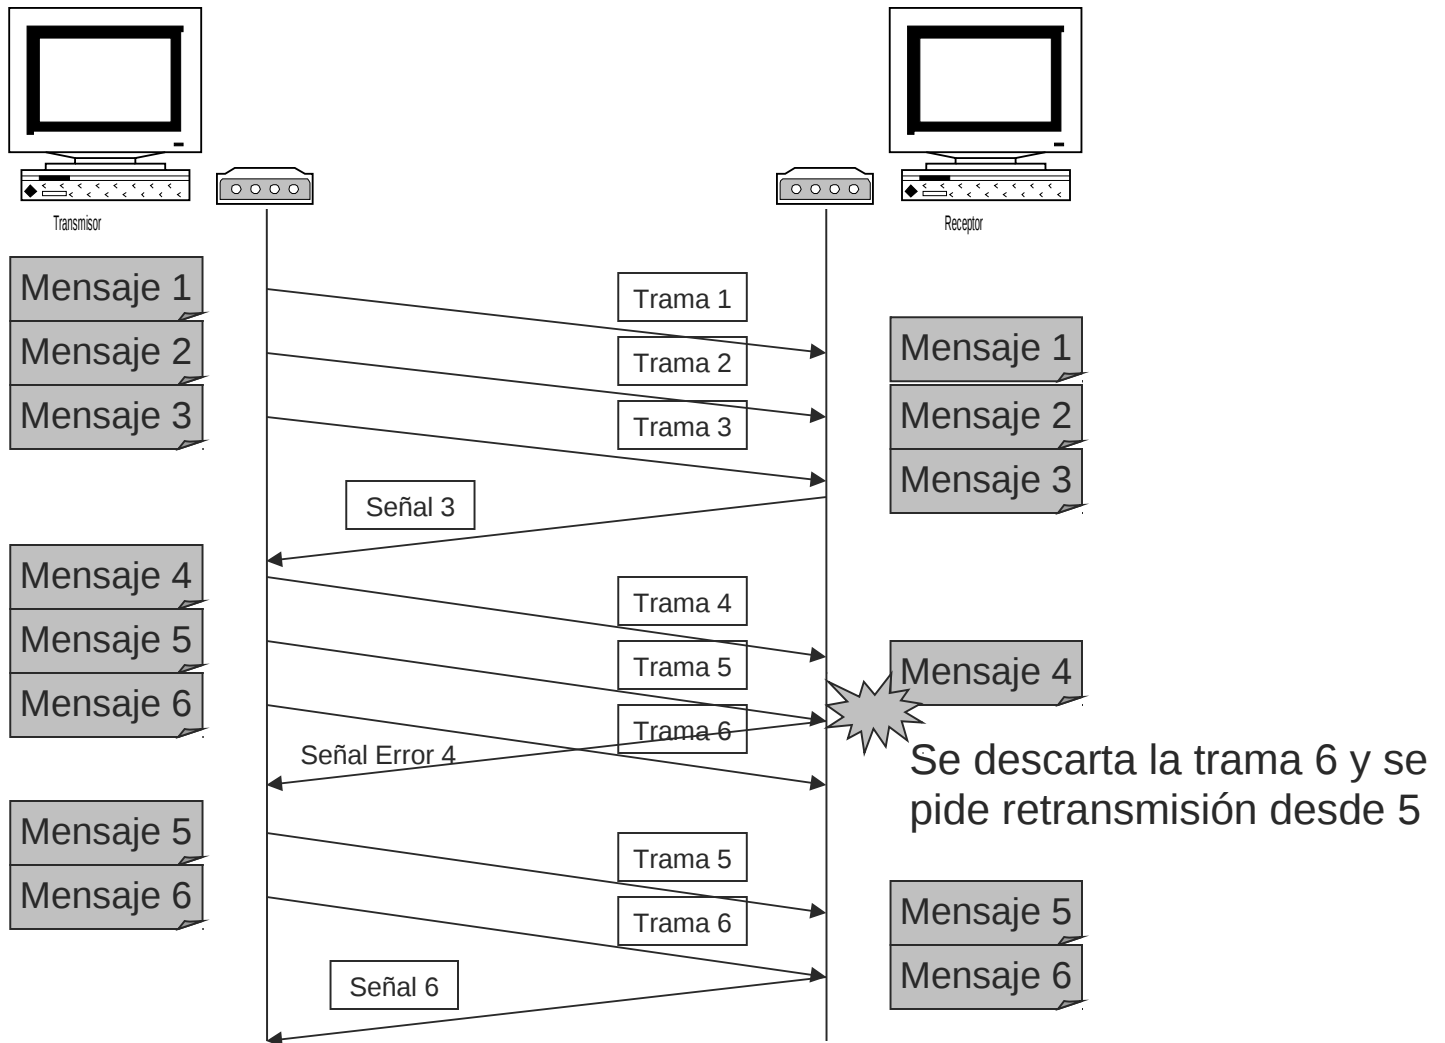 Transmisor
Receptor
Mensaje 1
Trama 1
Mensaje 1
Mensaje 2
Trama 2
Mensaje 2
Mensaje 3
Trama 3
Mensaje 3
Señal 3
Mensaje 4
Trama 4
Mensaje 5
Trama 5
Mensaje 4
Mensaje 6
Trama 6
Señal Error 4
Se descarta la trama 6 y se
pide retransmisión desde 5
Mensaje 5
Trama 5
Mensaje 5
Mensaje 6
Trama 6
Mensaje 6
Señal 6